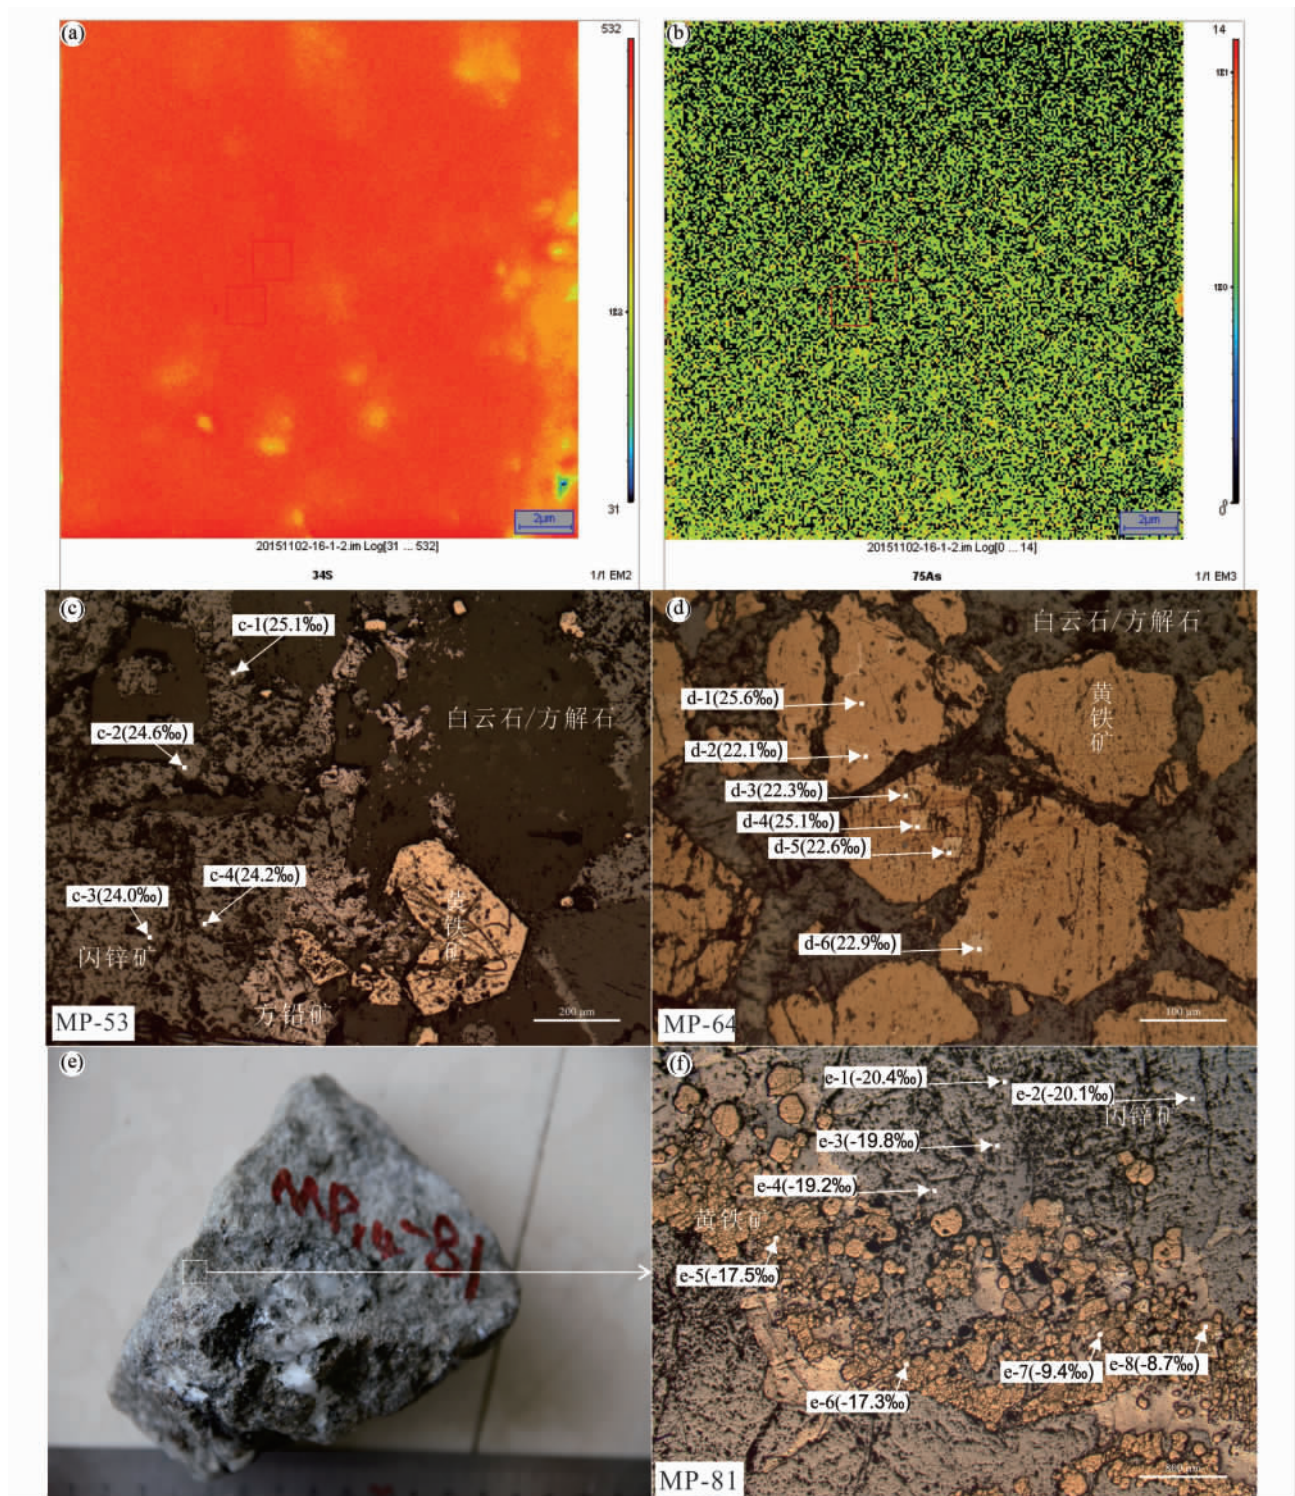 (a)
532
31
2μm
20151102-16-1-2.im Log[31 ... 532]
34S
1/1 EM2
(b)
14
0
2μm
20151102-16-1-2.im Log[0 ... 14]
75As
1/1 EM3
(c)
c-1(25.1‰)
白云石/方解石
c-2(24.6‰)
c-4(24.2‰)
c-3(24.0‰)
黄铁矿
闪锌矿
方铅矿
MP-53
200 μm
(d)
白云石/方解石
黄铁矿
d-1(25.6‰)
d-2(22.1‰)
d-3(22.3‰)
d-4(25.1‰)
d-5(22.6‰)
d-6(22.9‰)
MP-64
100 μm
(e)
(f)
e-1(-20.4‰)
e-2(-20.1‰)
闪锌矿
e-3(-19.8‰)
e-4(-19.2‰)
黄铁矿
e-5(-17.5‰)
e-7(-9.4‰)
e-8(-8.7‰)
e-6(-17.3‰)
MP-81